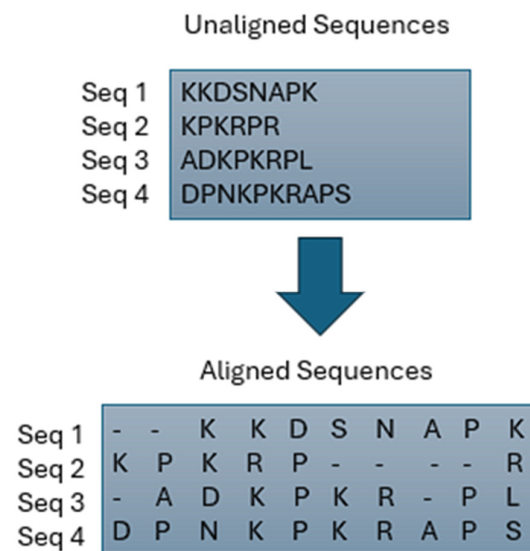 Unaligned Sequences
Seq 1 KKDSNAPK
Seq 2 KPKRPR
Seq 3 ADKPKRPL
Seq 4 DPNKPKRAPS
Aligned Sequences
Seq 1 - - K K D S N A P K
Seq 2 K P K R P - - - - R
Seq 3 - A D K P K R - P L
Seq 4 D P N K P K R A P S